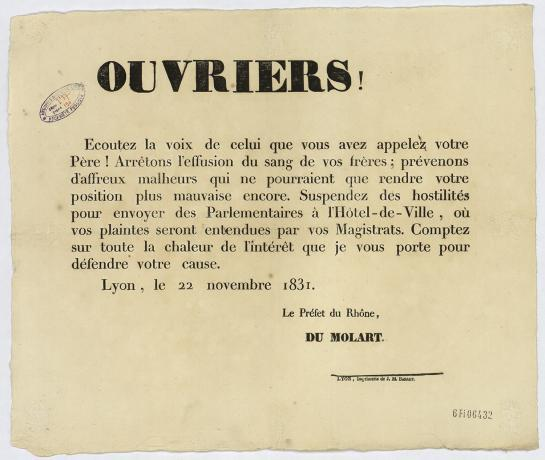 OUVRIERS !
Ecoutez la voix de celui que vous avez appelé votre
Père ! Arrêtons l'effusion du sang de vos frères ; prévenons
d'affreux malheurs qui ne pourraient que rendre votre
position plus mauvaise encore. Suspendez des hostilités
pour envoyer des Parlementaires à l'Hôtel-de-Ville , où
vos plaintes seront entendues par vos Magistrats. Comptez
sur toute la chaleur de l'intérêt que je vous porte pour
défendre votre cause.
Lyon , le 22 novembre 1831.
Le Préfet du Rhône,
DU MOLART.
LYON , Imprimerie de J. M.
6Fi06432